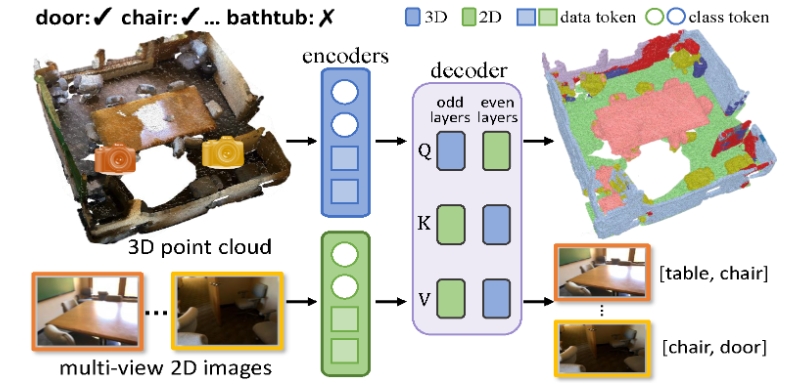 door:✔ chair:✔... bathtub:✗
3D 2D data token class token
encoders
decoder
odd layers
even layers
Q
K
V
3D point cloud
multi-view 2D images
...
[table, chair]
[chair, door]